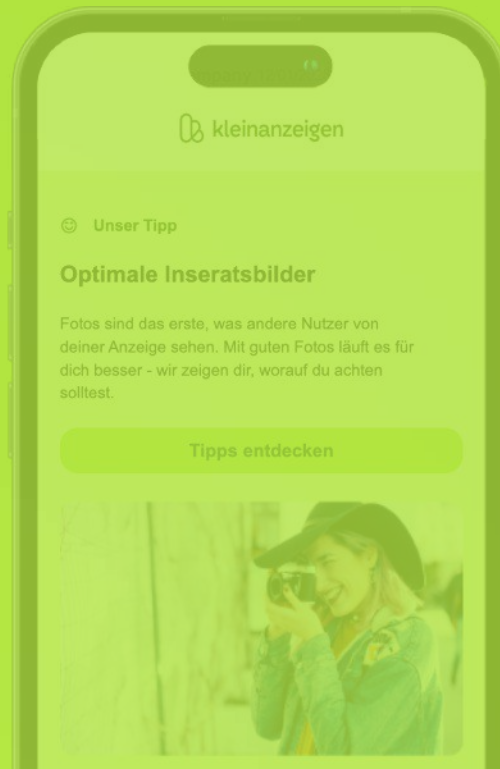 kleinanzeigen
Unser Tipp
Optimale Inseratsbilder
Fotos sind das erste, was andere Nutzer von
deiner Anzeige sehen. Mit guten Fotos läuft es für
dich besser - wir zeigen dir, worauf du achten
solltest.
Tipps entdecken